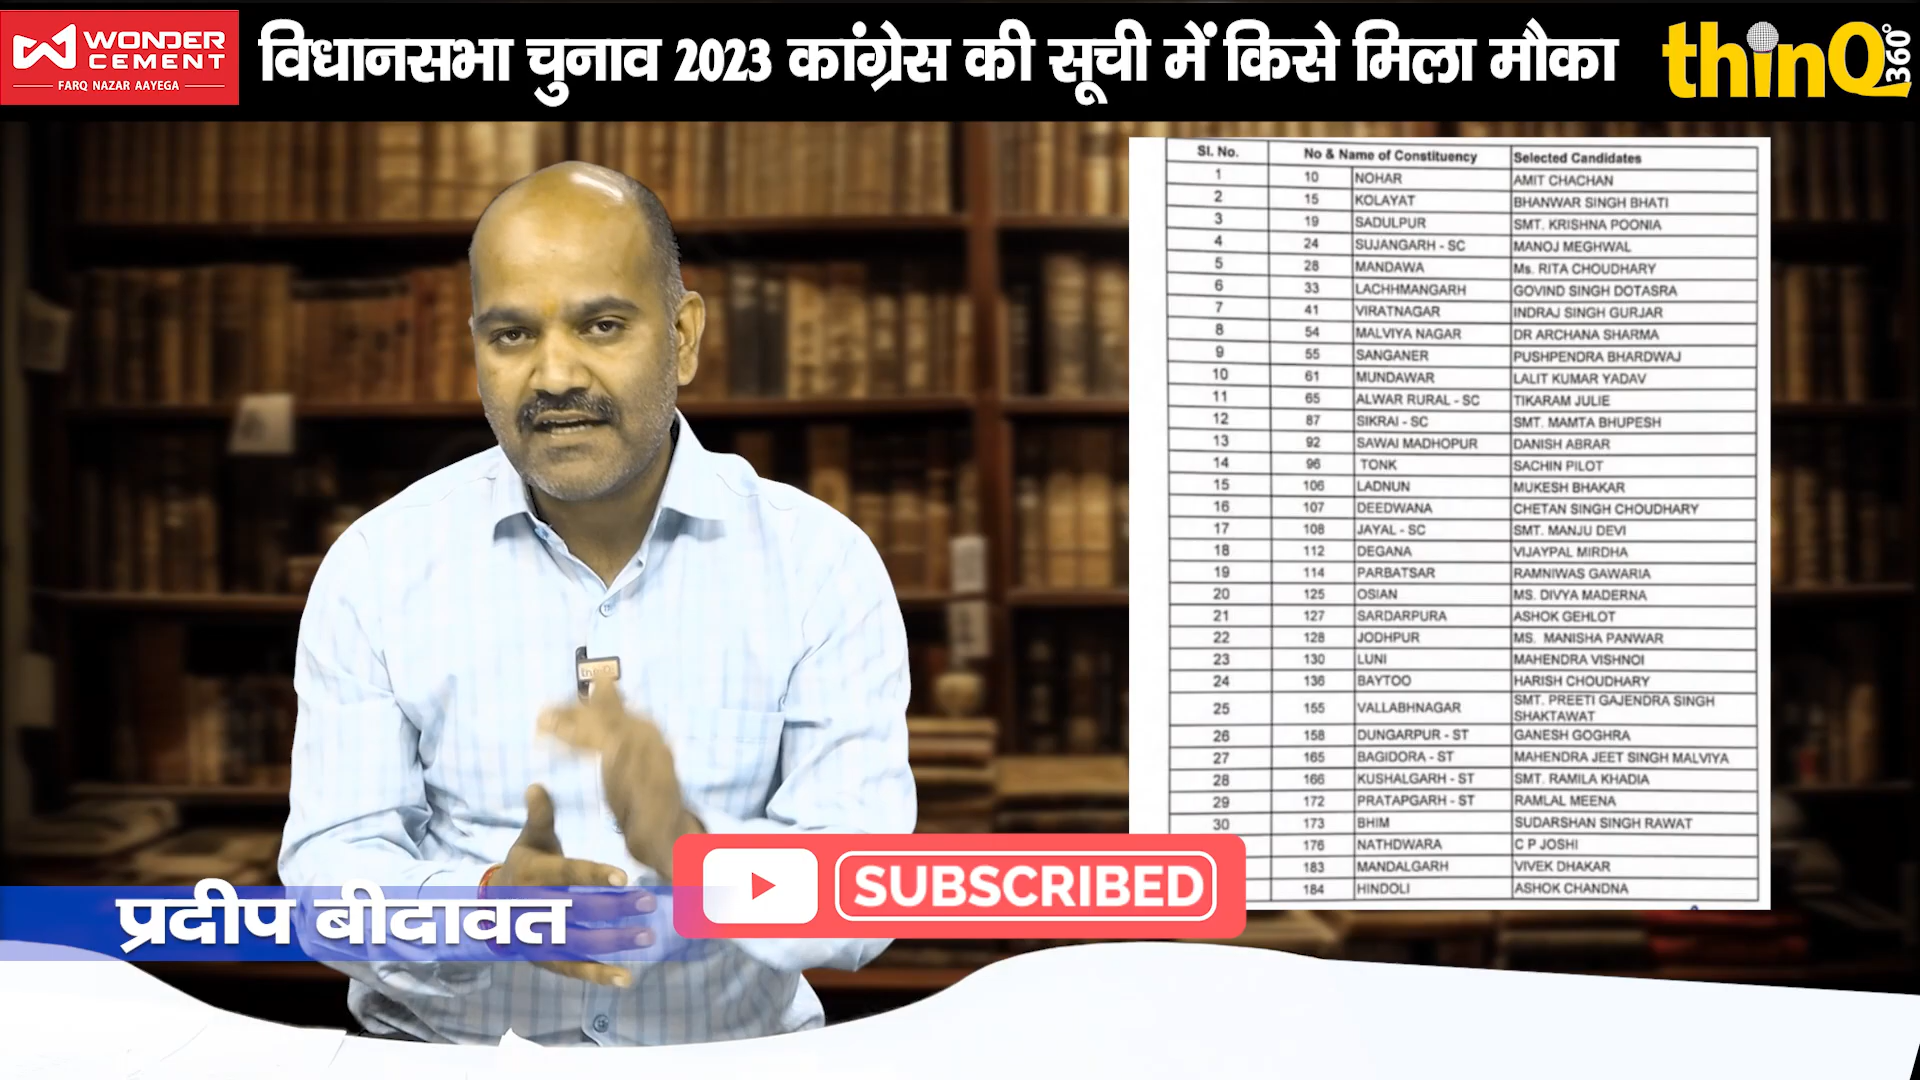 WONDER
CEMENT
FARQ NAZAR AAYEGA
विधानसभा चुनाव 2023 कांग्रेस की सूची में किसे मिला मौका
thinQ
360°
Sl. No. No & Name of Constituency Selected Candidates
1 10 NOHAR AMIT CHACHAN
2 15 KOLAYAT BHANWAR SINGH BHATI
3 19 SADULPUR SMT. KRISHNA POONIA
4 24 SUJANGARH - SC MANOJ MEGHWAL
5 28 MANDAWA Ms. RITA CHOUDHARY
6 33 LACHHMANGARH GOVIND SINGH DOTASRA
7 41 VIRATNAGAR INDRAJ SINGH GURJAR
8 54 MALVIYA NAGAR DR ARCHANA SHARMA
9 55 SANGANER PUSHPENDRA BHARDWAJ
10 61 MUNDAWAR LALIT KUMAR YADAV
11 65 ALWAR RURAL - SC TIKARAM JULIE
12 87 SIKRAI - SC SMT. MAMTA BHUPESH
13 92 SAWAI MADHOPUR DANISH ABRAR
14 96 TONK SACHIN PILOT
15 106 LADNUN MUKESH BHAKAR
16 107 DEEDWANA CHETAN SINGH CHOUDHARY
17 108 JAYAL - SC SMT. MANJU DEVI
18 112 DEGANA VIJAYPAL MIRDHA
19 114 PARBATSAR RAMNIWAS GAWARIA
20 125 OSIAN MS. DIVYA MADERNA
21 127 SARDARPURA ASHOK GEHLOT
22 128 JODHPUR MS. MANISHA PANWAR
23 130 LUNI MAHENDRA VISHNOI
24 136 BAYTOO HARISH CHOUDHARY
25 155 VALLABHNAGAR SMT. PREETI GAJENDRA SINGH
SHAKTAWAT
26 158 DUNGARPUR - ST GANESH GOGHRA
27 165 BAGIDORA - ST MAHENDRA JEET SINGH MALVIYA
28 166 KUSHALGARH - ST SMT. RAMILA KHADIA
29 172 PRATAPGARH - ST RAMLAL MEENA
30 173 BHIM SUDARSHAN SINGH RAWAT
176 NATHDWARA C P JOSHI
183 MANDALGARH VIVEK DHAKAR
184 HINDOLI ASHOK CHANDNA
thinQ
SUBSCRIBED
प्रदीप बीदावत